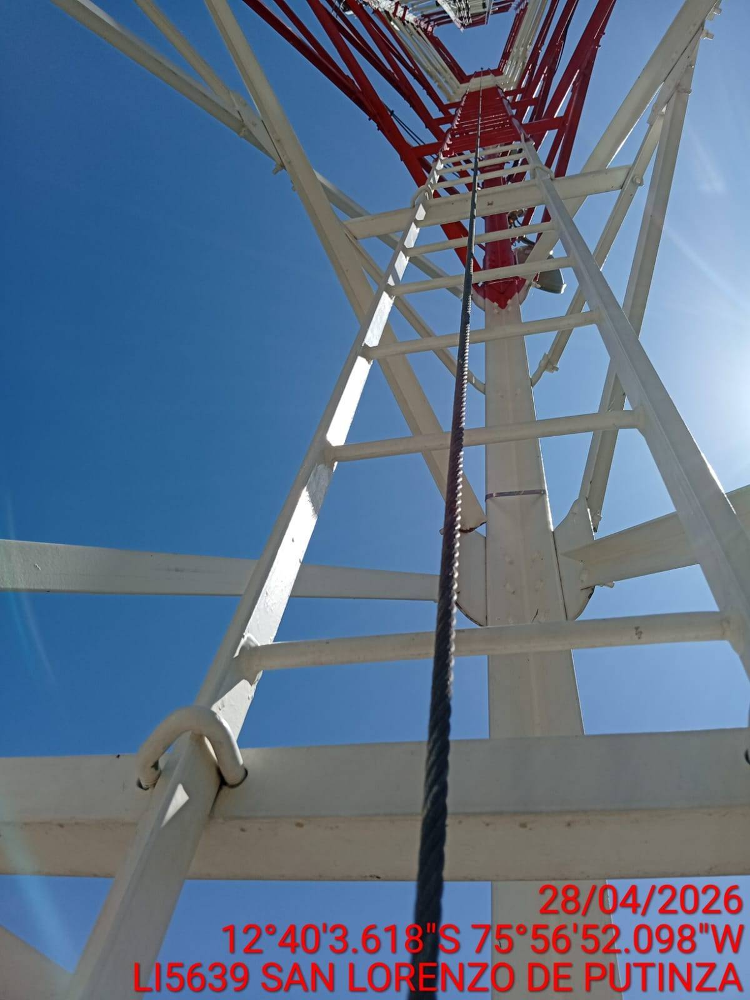 28/04/2026
12°40'3.618"S 75°56'52.098"W
LI5639 SAN LORENZO DE PUTINZA